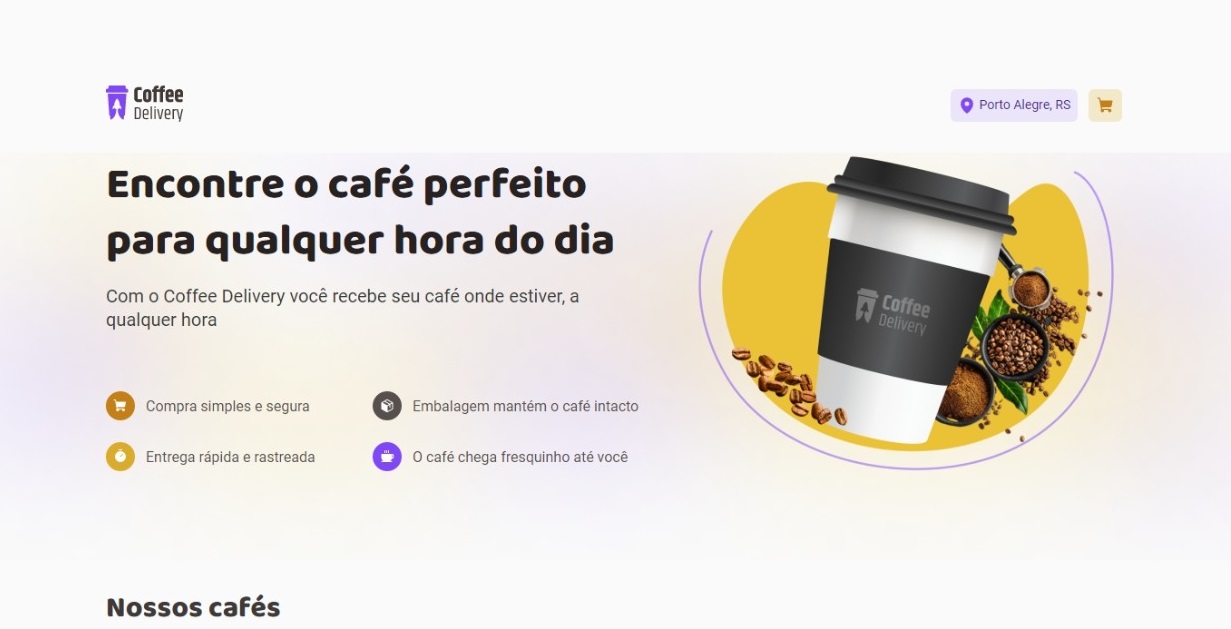 Coffee
Delivery
Porto Alegre, RS
Encontre o café perfeito
para qualquer hora do dia
Com o Coffee Delivery você recebe seu café onde estiver, a
qualquer hora
Coffee
Delivery
Compra simples e segura
Embalagem mantém o café intacto
Entrega rápida e rastreada
O café chega fresquinho até você
Nossos cafés